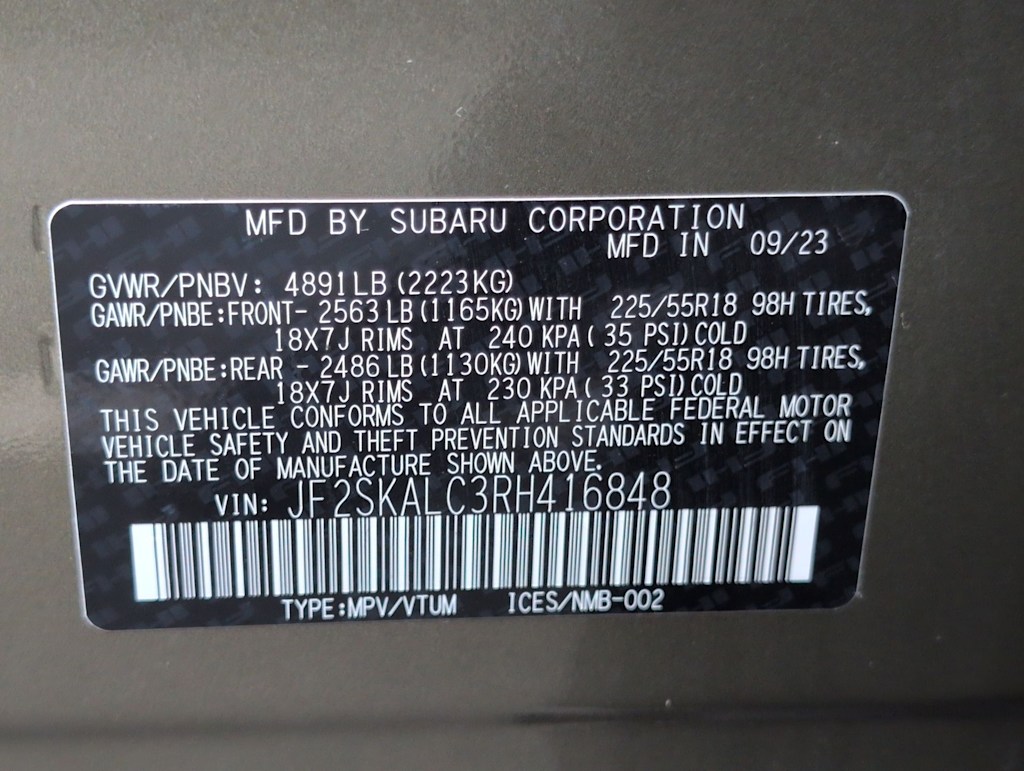 MFD BY SUBARU CORPORATION
MFD IN 09/23
GVWR/PNBV: 4891LB (2223KG)
GAWR/PNBE:FRONT- 2563 LB (1165KG) WITH 225/55R18 98H TIRES,
18X7J RIMS AT 240 KPA ( 35 PSI) COLD
GAWR/PNBE:REAR - 2486 LB (1130KG) WITH 225/55R18 98H TIRES,
18X7J RIMS AT 230 KPA ( 33 PSI) COLD
THIS VEHICLE CONFORMS TO ALL APPLICABLE FEDERAL MOTOR
VEHICLE SAFETY AND THEFT PREVENTION STANDARDS IN EFFECT ON
THE DATE OF MANUFACTURE SHOWN ABOVE.
VIN: JF2SKALC3RH416848
TYPE:MPV/VTUM ICES/NMB-002